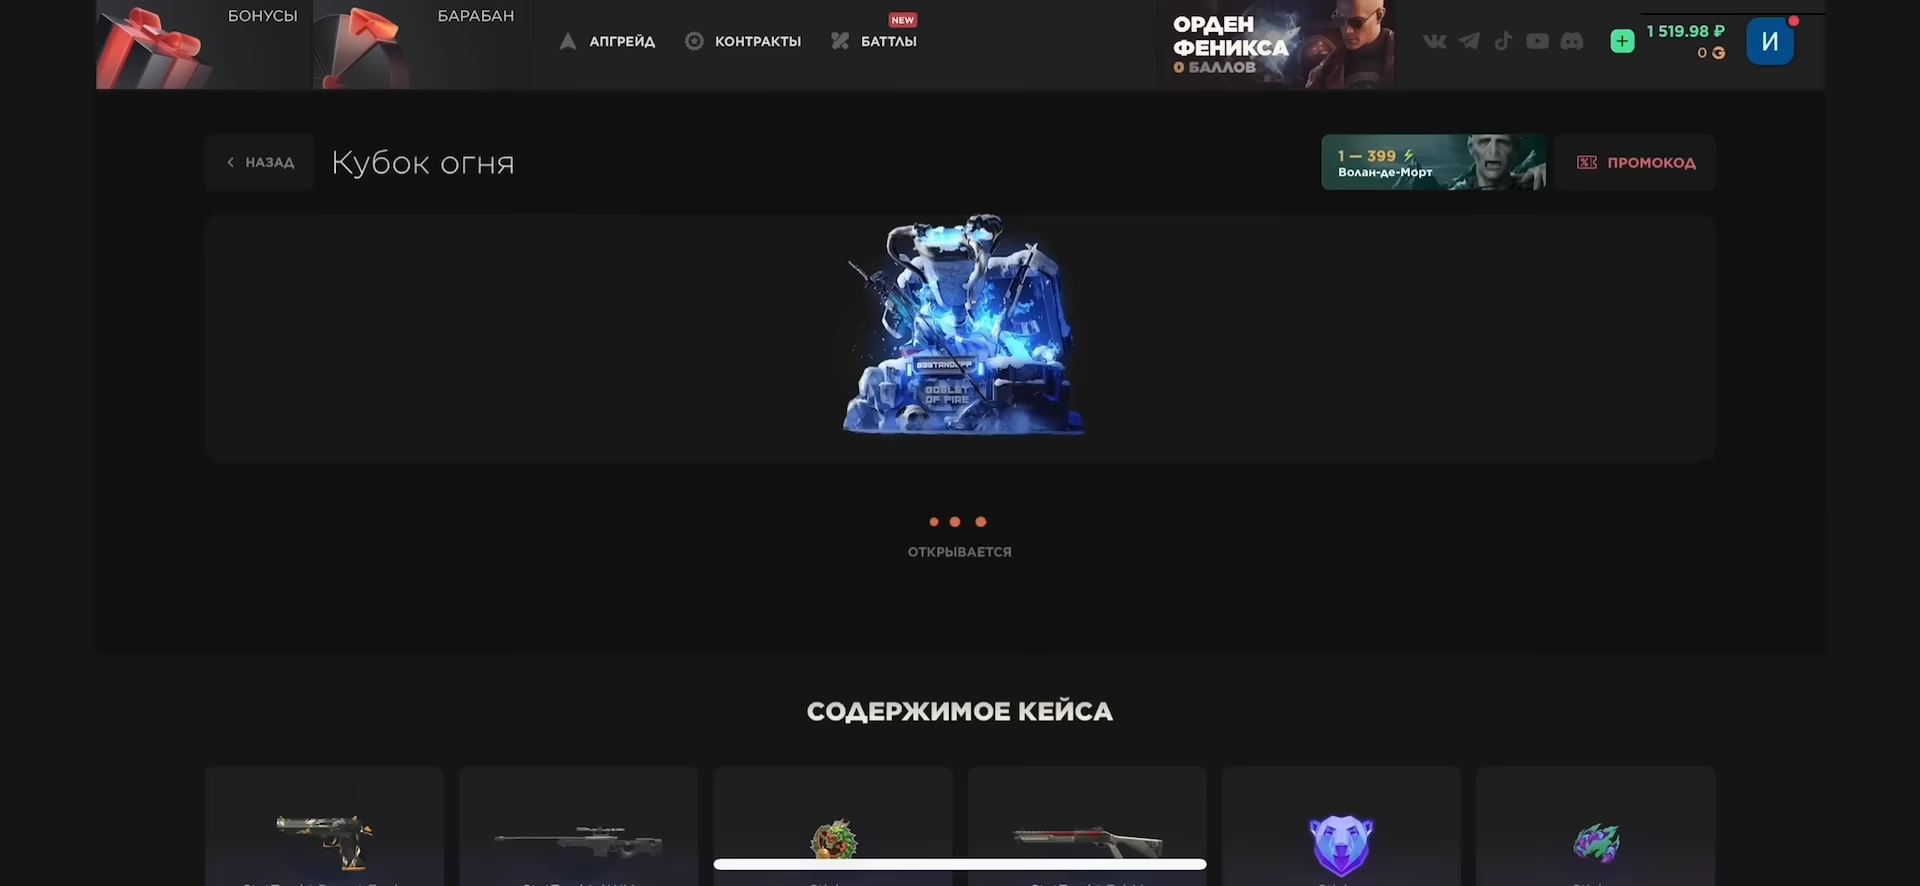 БОНУСЫ
БАРАБАН
АПГРЕЙД
КОНТРАКТЫ
NEW
БАТТЛЫ
ОРДЕН
ФЕНИКСА
0 БАЛЛОВ
1 519.98 ₽
0 G
И
НАЗАД
Кубок огня
1 — 399
Волан-де-Морт
ПРОМОКОД
GOBLET
OF FIRE
ОТКРЫВАЕТСЯ
СОДЕРЖИМОЕ КЕЙСА